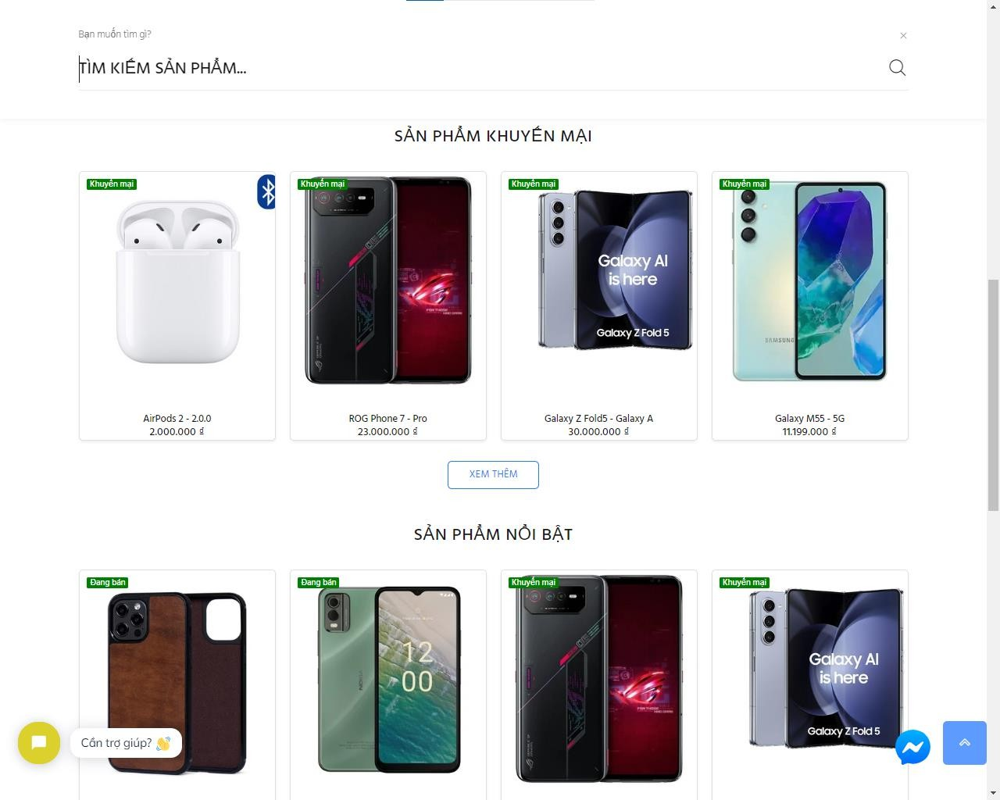 Bạn muốn tìm gì?
TÌM KIẾM SẢN PHẨM...
SẢN PHẨM KHUYẾN MẠI
Khuyến mại
Khuyến mại
Khuyến mại
Khuyến mại
Galaxy AI
is here
Galaxy Z Fold 5
SAMSUNG
AirPods 2 - 2.0.0
2.000.000 ₫
ROG Phone 7 - Pro
23.000.000 ₫
Galaxy Z Fold5 - Galaxy A
30.000.000 ₫
Galaxy M55 - 5G
11.199.000 ₫
XEM THÊM
SẢN PHẨM NỔI BẬT
Đang bán
Đang bán
Khuyến mại
Khuyến mại
12
00
NOKIA
Galaxy AI
is here
Galaxy Z Fold 5
Cần trợ giúp? 👋